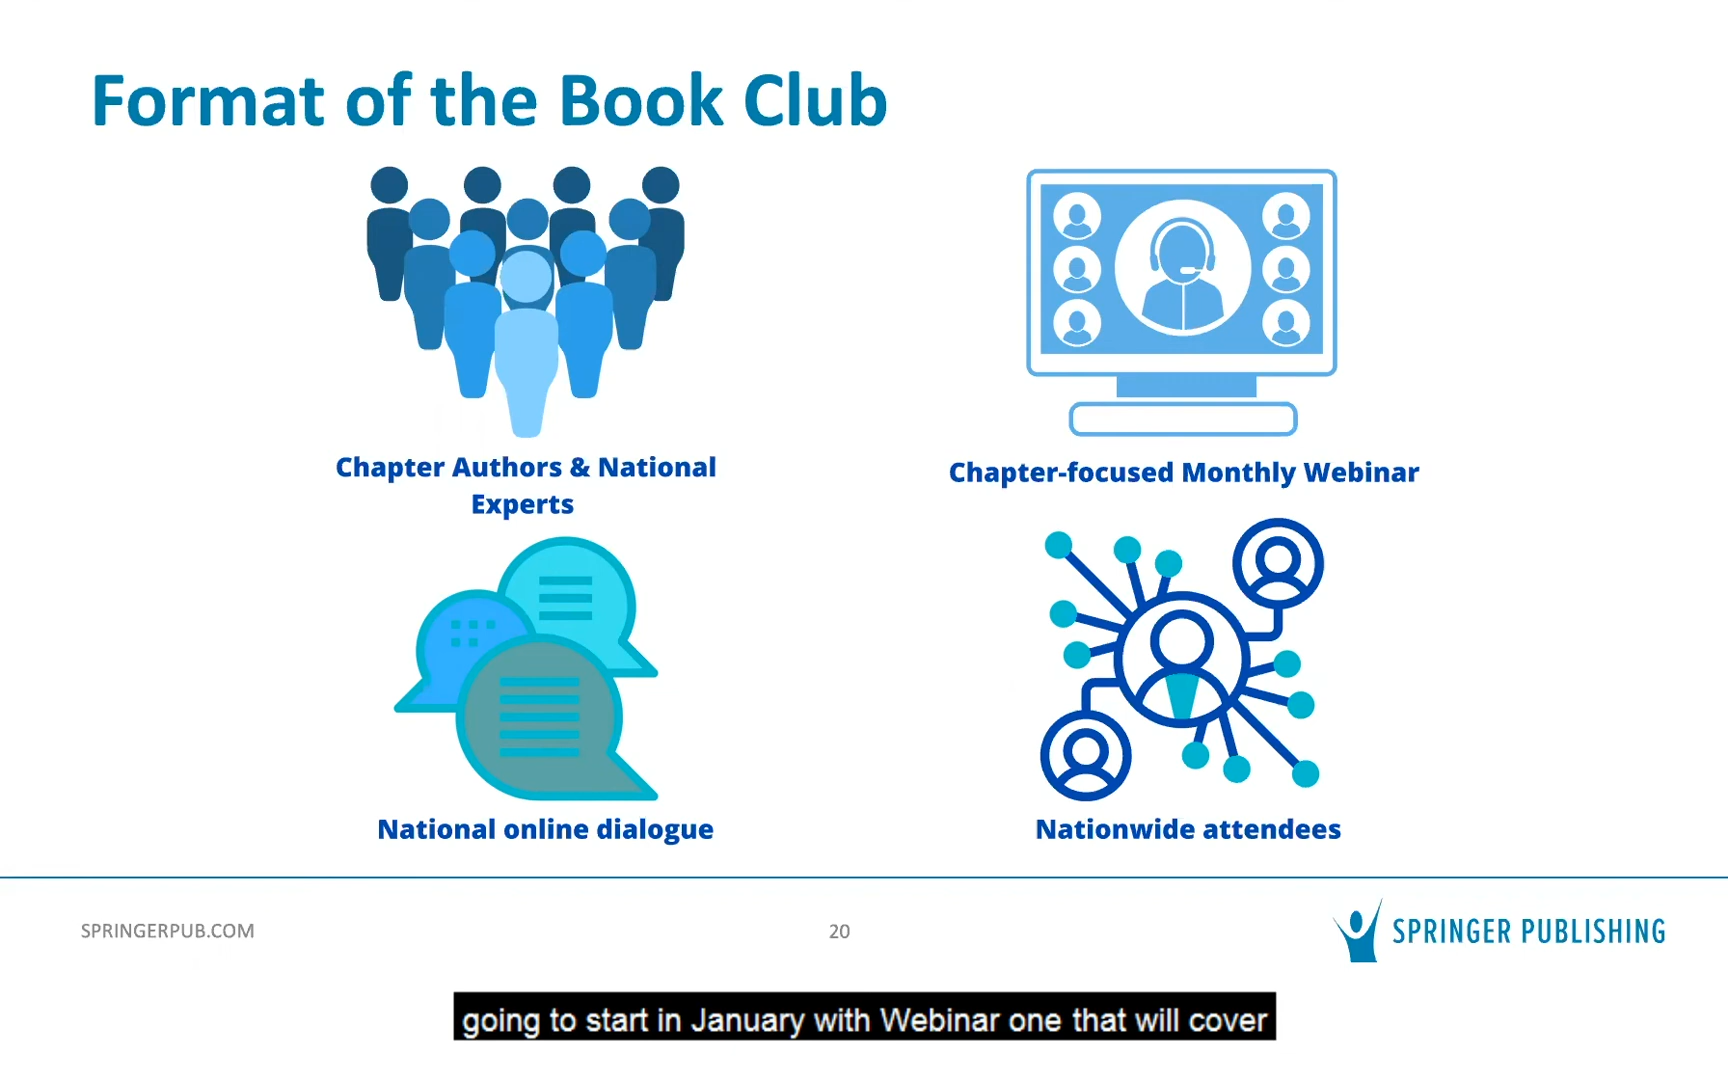 Format of the Book Club
Chapter Authors & National
Experts
Chapter-focused Monthly Webinar
National online dialogue
Nationwide attendees
SPRINGERPUB.COM
20
SPRINGER PUBLISHING
going to start in January with Webinar one that will cover